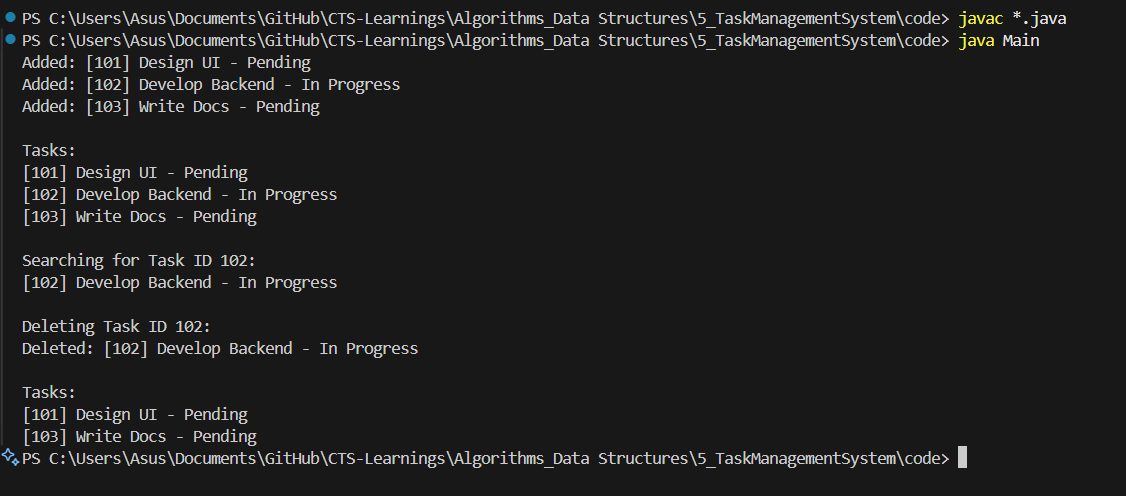 PS C:\Users\Asus\Documents\GitHub\CTS-Learnings\Algorithms_Data Structures\5_TaskManagementSystem\code> javac *.java
PS C:\Users\Asus\Documents\GitHub\CTS-Learnings\Algorithms_Data Structures\5_TaskManagementSystem\code> java Main
Added: [101] Design UI - Pending
Added: [102] Develop Backend - In Progress
Added: [103] Write Docs - Pending

Tasks:
[101] Design UI - Pending
[102] Develop Backend - In Progress
[103] Write Docs - Pending

Searching for Task ID 102:
[102] Develop Backend - In Progress

Deleting Task ID 102:
Deleted: [102] Develop Backend - In Progress

Tasks:
[101] Design UI - Pending
[103] Write Docs - Pending
PS C:\Users\Asus\Documents\GitHub\CTS-Learnings\Algorithms_Data Structures\5_TaskManagementSystem\code>